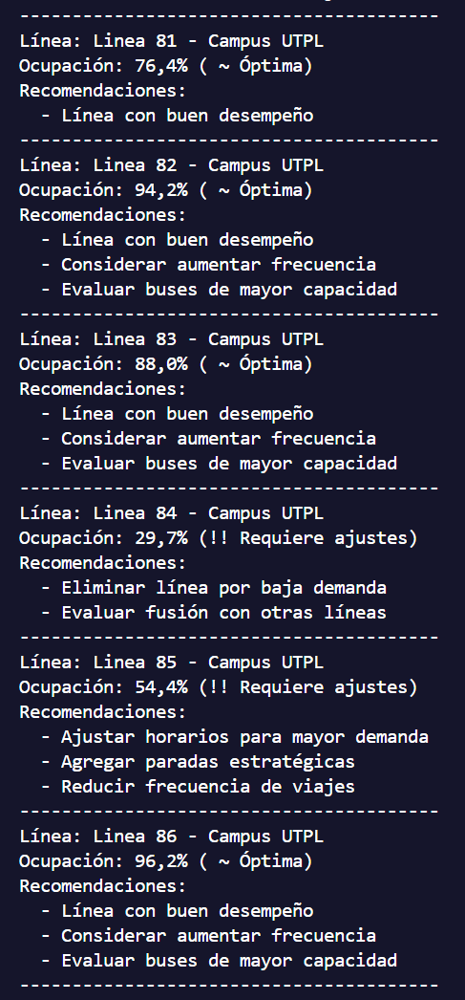 ----------------------------------------
Línea: Linea 81 - Campus UTPL
Ocupación: 76,4% ( ~ Óptima)
Recomendaciones:
  - Línea con buen desempeño
----------------------------------------
Línea: Linea 82 - Campus UTPL
Ocupación: 94,2% ( ~ Óptima)
Recomendaciones:
  - Línea con buen desempeño
  - Considerar aumentar frecuencia
  - Evaluar buses de mayor capacidad
----------------------------------------
Línea: Linea 83 - Campus UTPL
Ocupación: 88,0% ( ~ Óptima)
Recomendaciones:
  - Línea con buen desempeño
  - Considerar aumentar frecuencia
  - Evaluar buses de mayor capacidad
----------------------------------------
Línea: Linea 84 - Campus UTPL
Ocupación: 29,7% (!! Requiere ajustes)
Recomendaciones:
  - Eliminar línea por baja demanda
  - Evaluar fusión con otras líneas
----------------------------------------
Línea: Linea 85 - Campus UTPL
Ocupación: 54,4% (!! Requiere ajustes)
Recomendaciones:
  - Ajustar horarios para mayor demanda
  - Agregar paradas estratégicas
  - Reducir frecuencia de viajes
----------------------------------------
Línea: Linea 86 - Campus UTPL
Ocupación: 96,2% ( ~ Óptima)
Recomendaciones:
  - Línea con buen desempeño
  - Considerar aumentar frecuencia
  - Evaluar buses de mayor capacidad
----------------------------------------